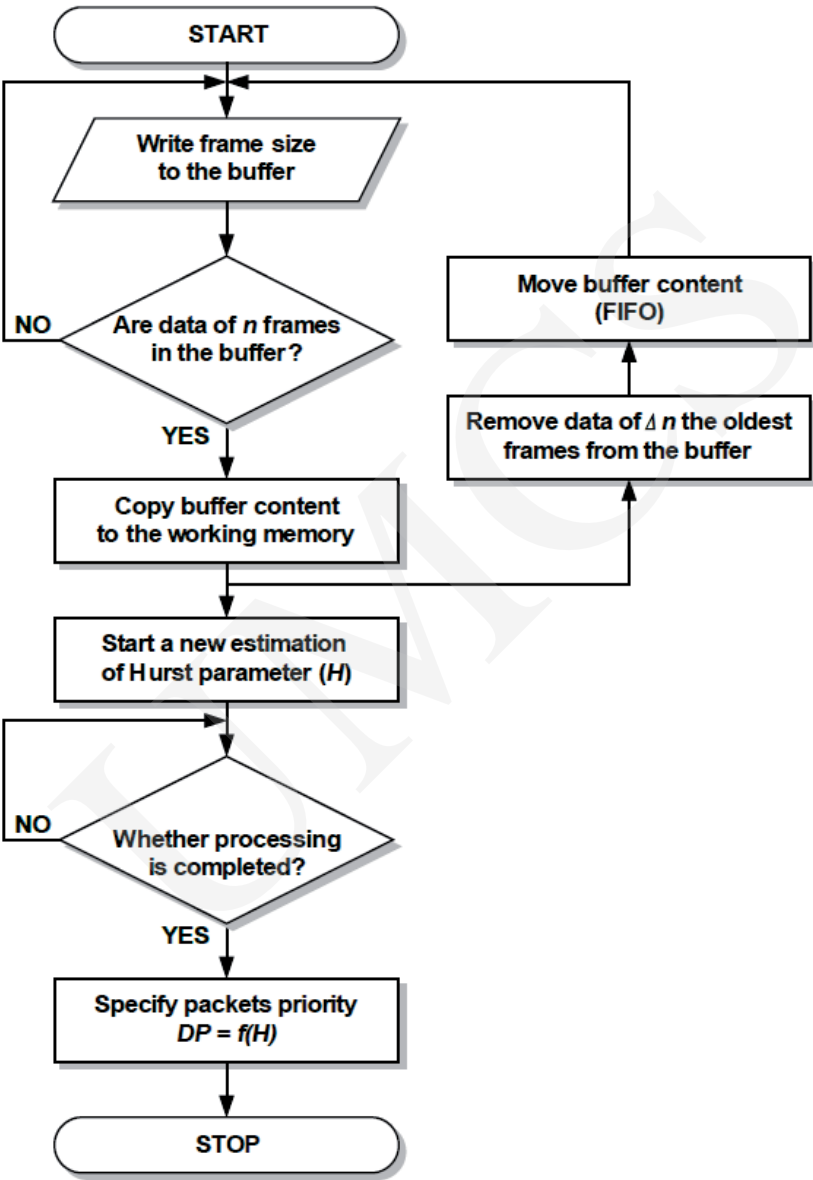 START
Write frame size
to the buffer
Are data of n frames
in the buffer?
NO
YES
Copy buffer content
to the working memory
Start a new estimation
of Hurst parameter (H)
Whether processing
is completed?
NO
YES
Specify packets priority
DP = f(H)
STOP
Move buffer content
(FIFO)
Remove data of Δ n the oldest
frames from the buffer
UMCS